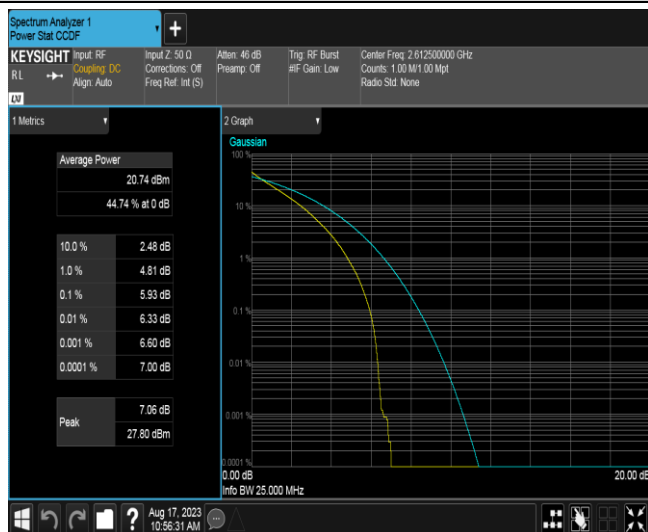 Spectrum Analyzer 1
Power Stat CCDF
+
KEYSIGHT
RL
Input: RF
Coupling: DC
Align: Auto
Input Z: 50 Ω
Corrections: Off
Freq Ref: Int (S)
Atten: 46 dB
Preamp: Off
Trig: RF Burst
#IF Gain: Low
Center Freq: 2.612500000 GHz
Counts: 1.00 M/1.00 Mpt
Radio Std: None
LXI
1 Metrics
Average Power
20.74 dBm
44.74 % at 0 dB
10.0 % 2.48 dB
1.0 % 4.81 dB
0.1 % 5.93 dB
0.01 % 6.33 dB
0.001 % 6.60 dB
0.0001 % 7.00 dB
Peak
7.06 dB
27.80 dBm
2 Graph
Gaussian
100 %
10 %
1 %
0.1 %
0.01 %
0.001 %
0.0001 %
0.00 dB
20.00 dB
Info BW 25.000 MHz
?
Aug 17, 2023
10:56:31 AM